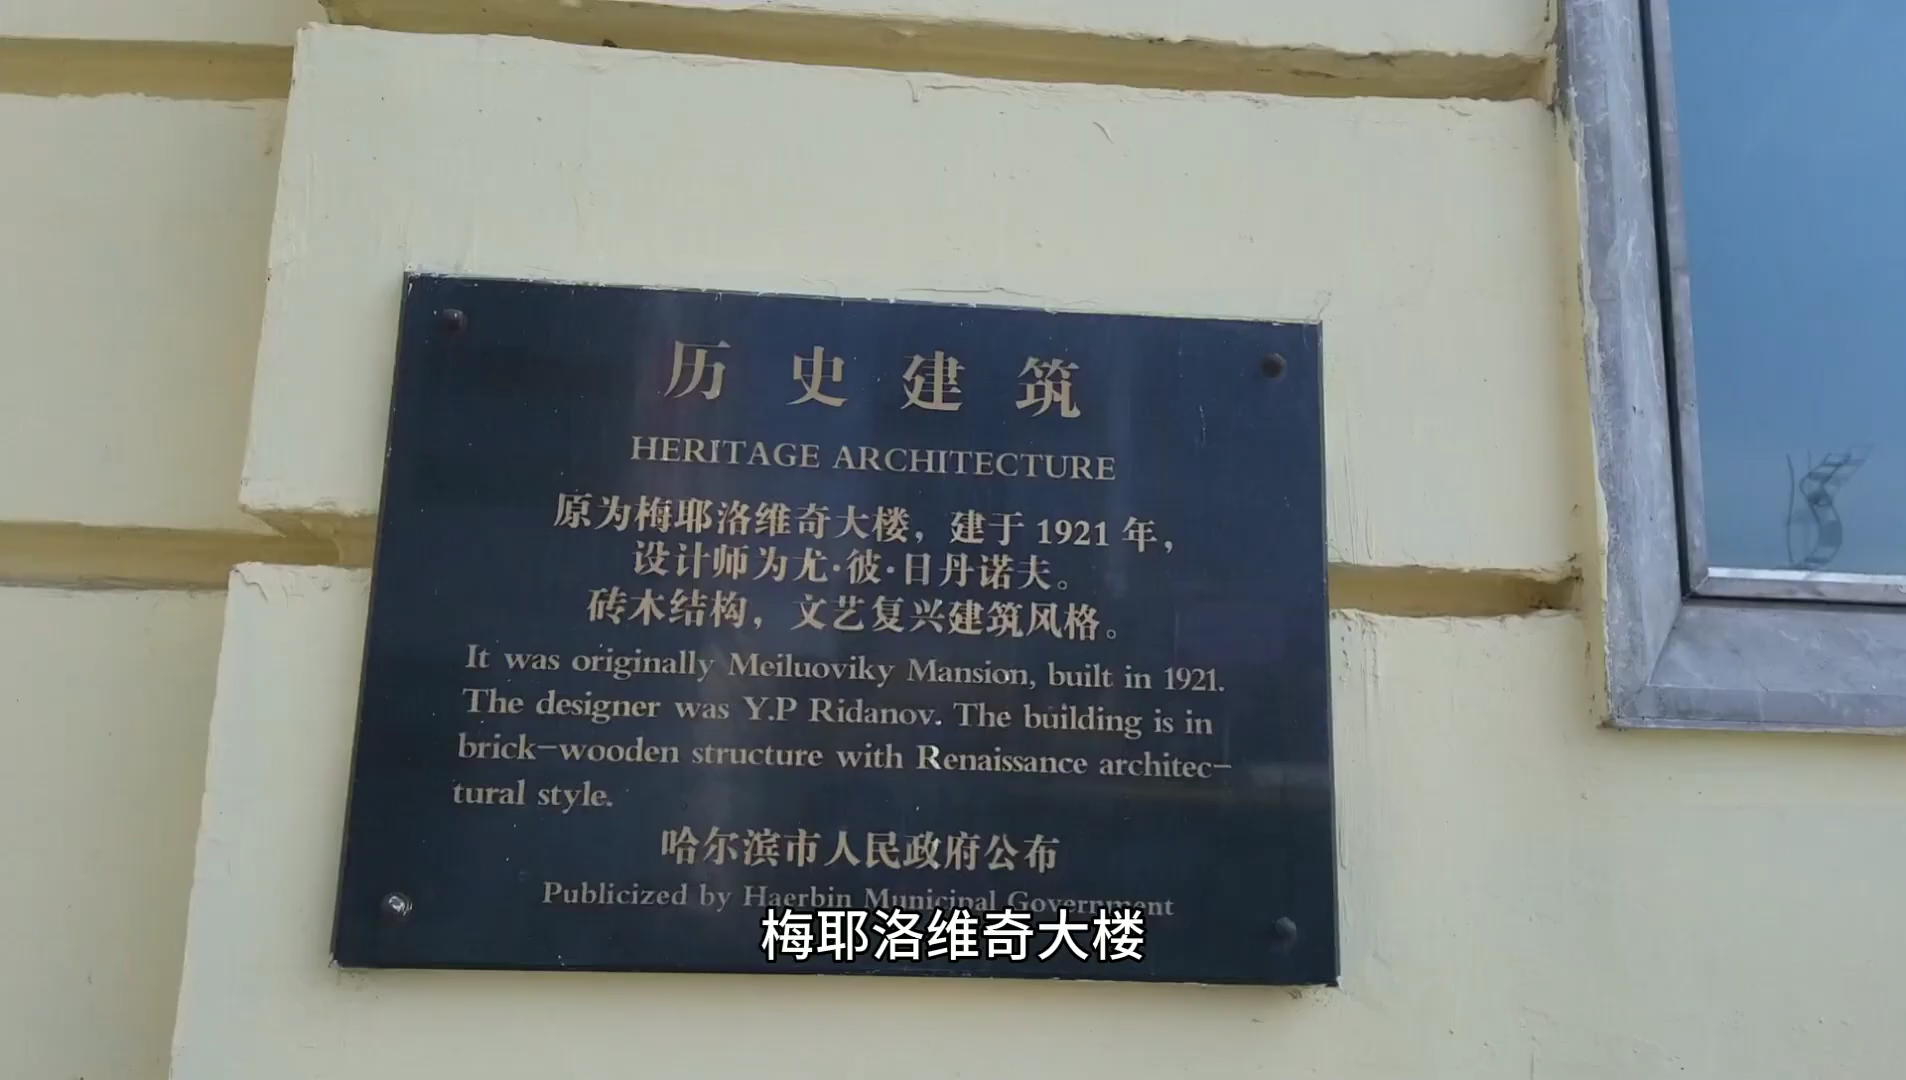 历史建筑
HERITAGE ARCHITECTURE
原为梅耶洛维奇大楼，建于 1921 年，
设计师为尤·彼·日丹诺夫。
砖木结构，文艺复兴建筑风格。
It was originally Meiluoviky Mansion, built in 1921.
The designer was Y.P Ridanov. The building is in
brick-wooden structure with Renaissance architec-
tural style.
哈尔滨市人民政府公布
Publicized by Haerbin Municipal Government
梅耶洛维奇大楼